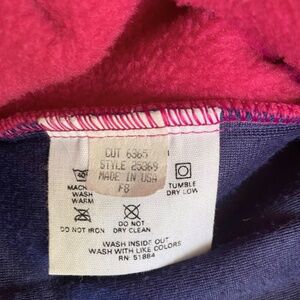 CUT 6365
STYLE 25369
MADE IN USA
F8
MACH
WASH
WARM
TUMBLE
DRY LOW
DO NOT IRON
DO NOT
DRY CLEAN
WASH INSIDE OUT
WASH WITH LIKE COLORS
RN: 51884